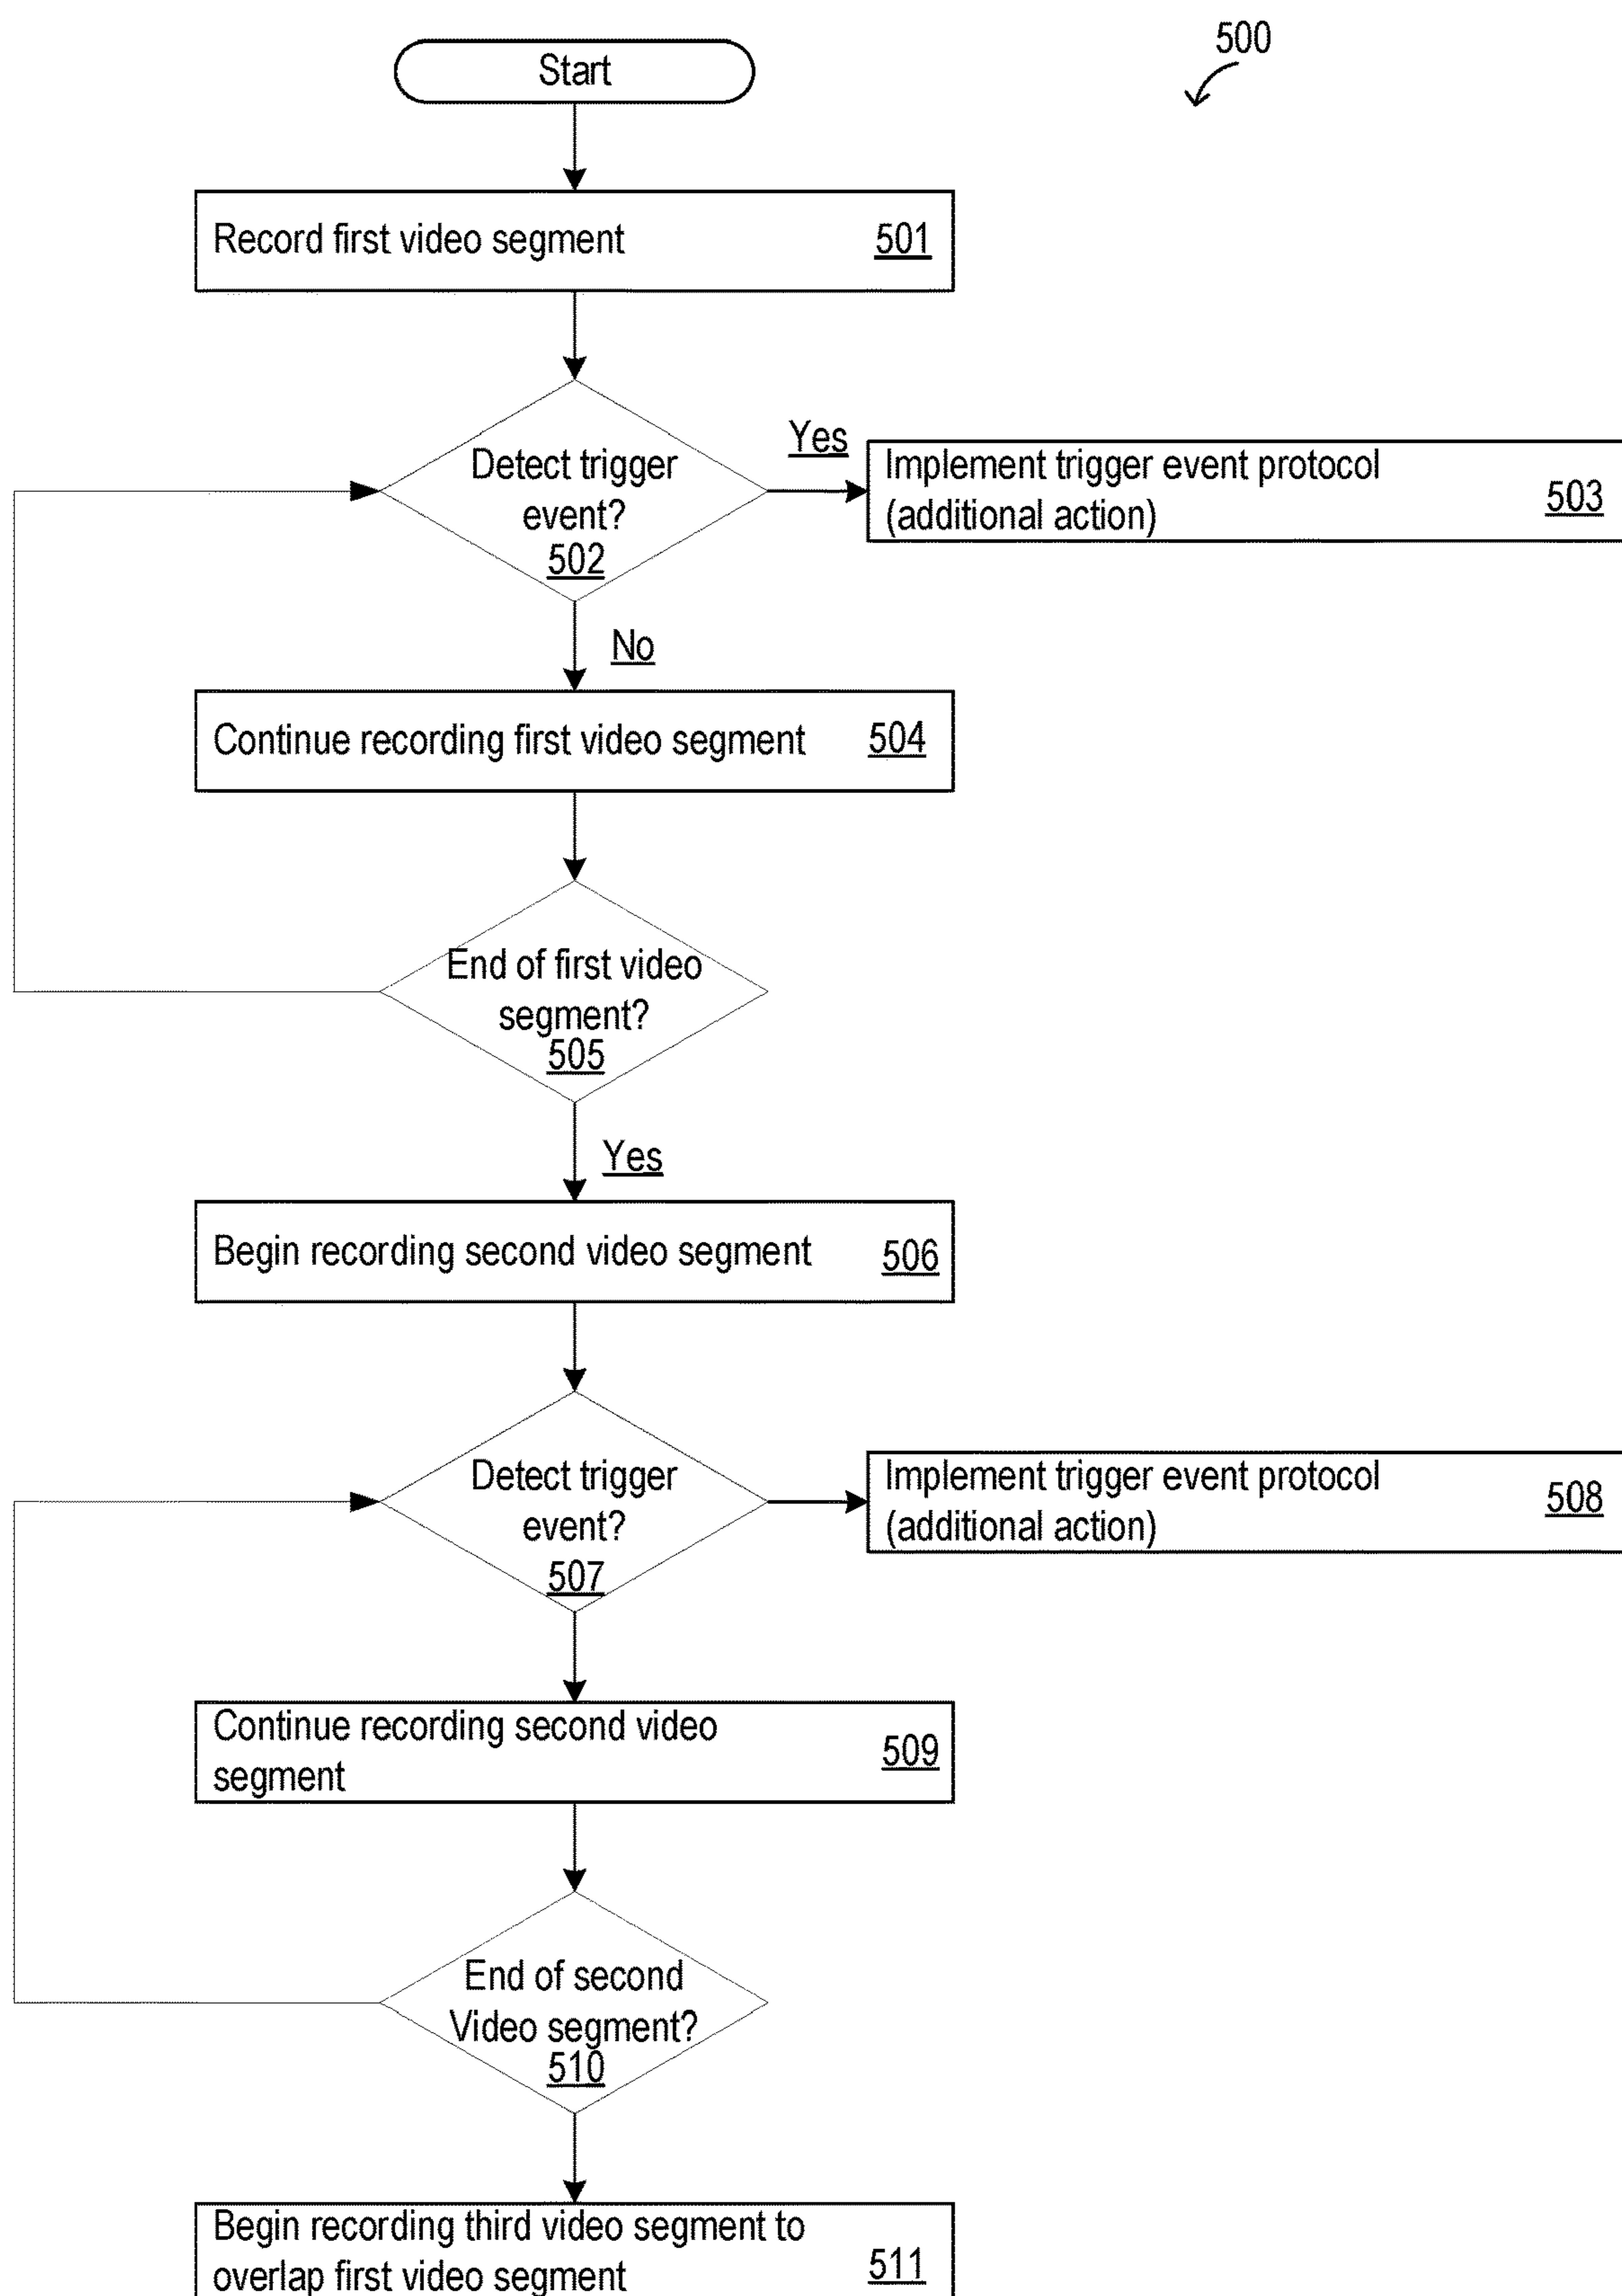 500
Start
Record first video segment 501
Detect trigger
event?
502
Yes
Implement trigger event protocol
(additional action)
503
No
Continue recording first video segment 504
End of first video
segment?
505
Yes
Begin recording second video segment 506
Detect trigger
event?
507
Implement trigger event protocol
(additional action)
508
Continue recording second video
segment
509
End of second
Video segment?
510
Begin recording third video segment to
overlap first video segment
511